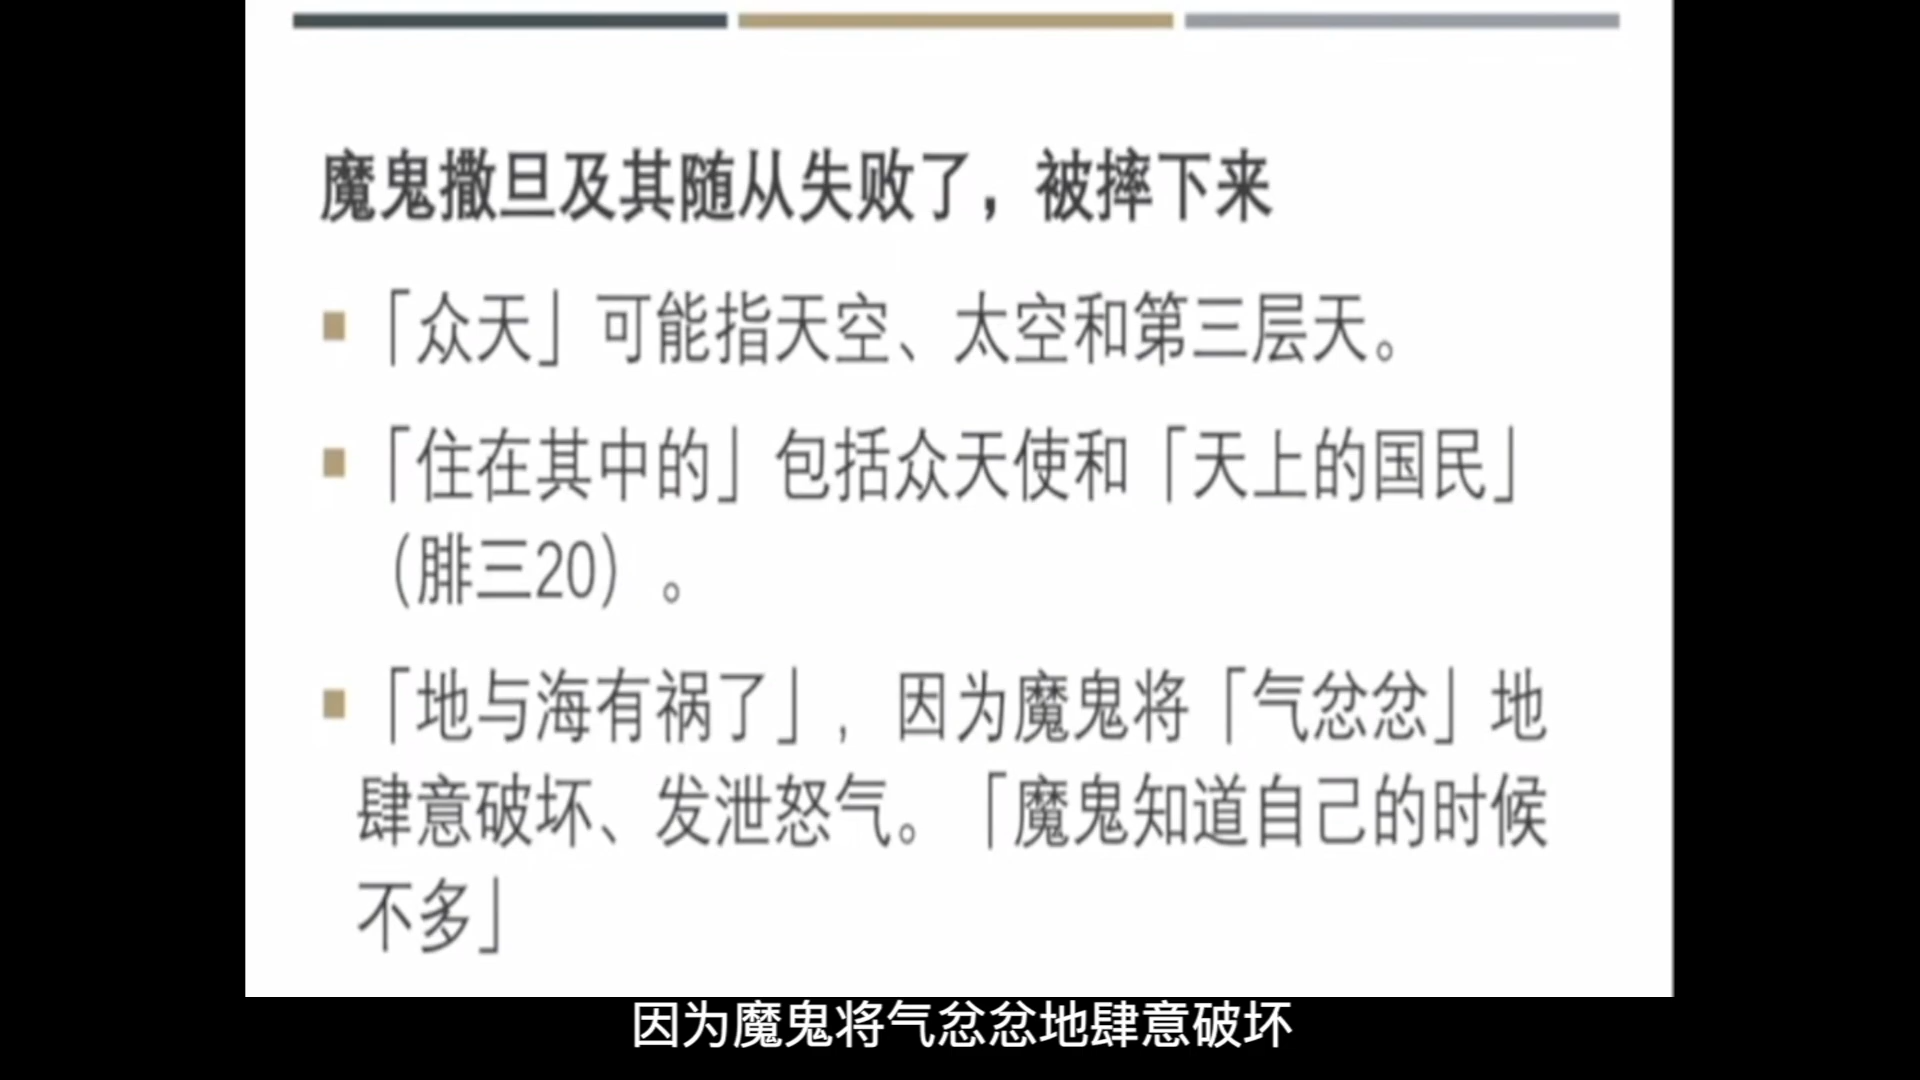 魔鬼撒旦及其随从失败了，被摔下来
「众天」可能指天空、太空和第三层天。
「住在其中的」包括众天使和「天上的国民」
（腓三20）。
「地与海有祸了」，因为魔鬼将「气忿忿」地
肆意破坏、发泄怒气。「魔鬼知道自己的时候
不多」
因为魔鬼将气忿忿地肆意破坏